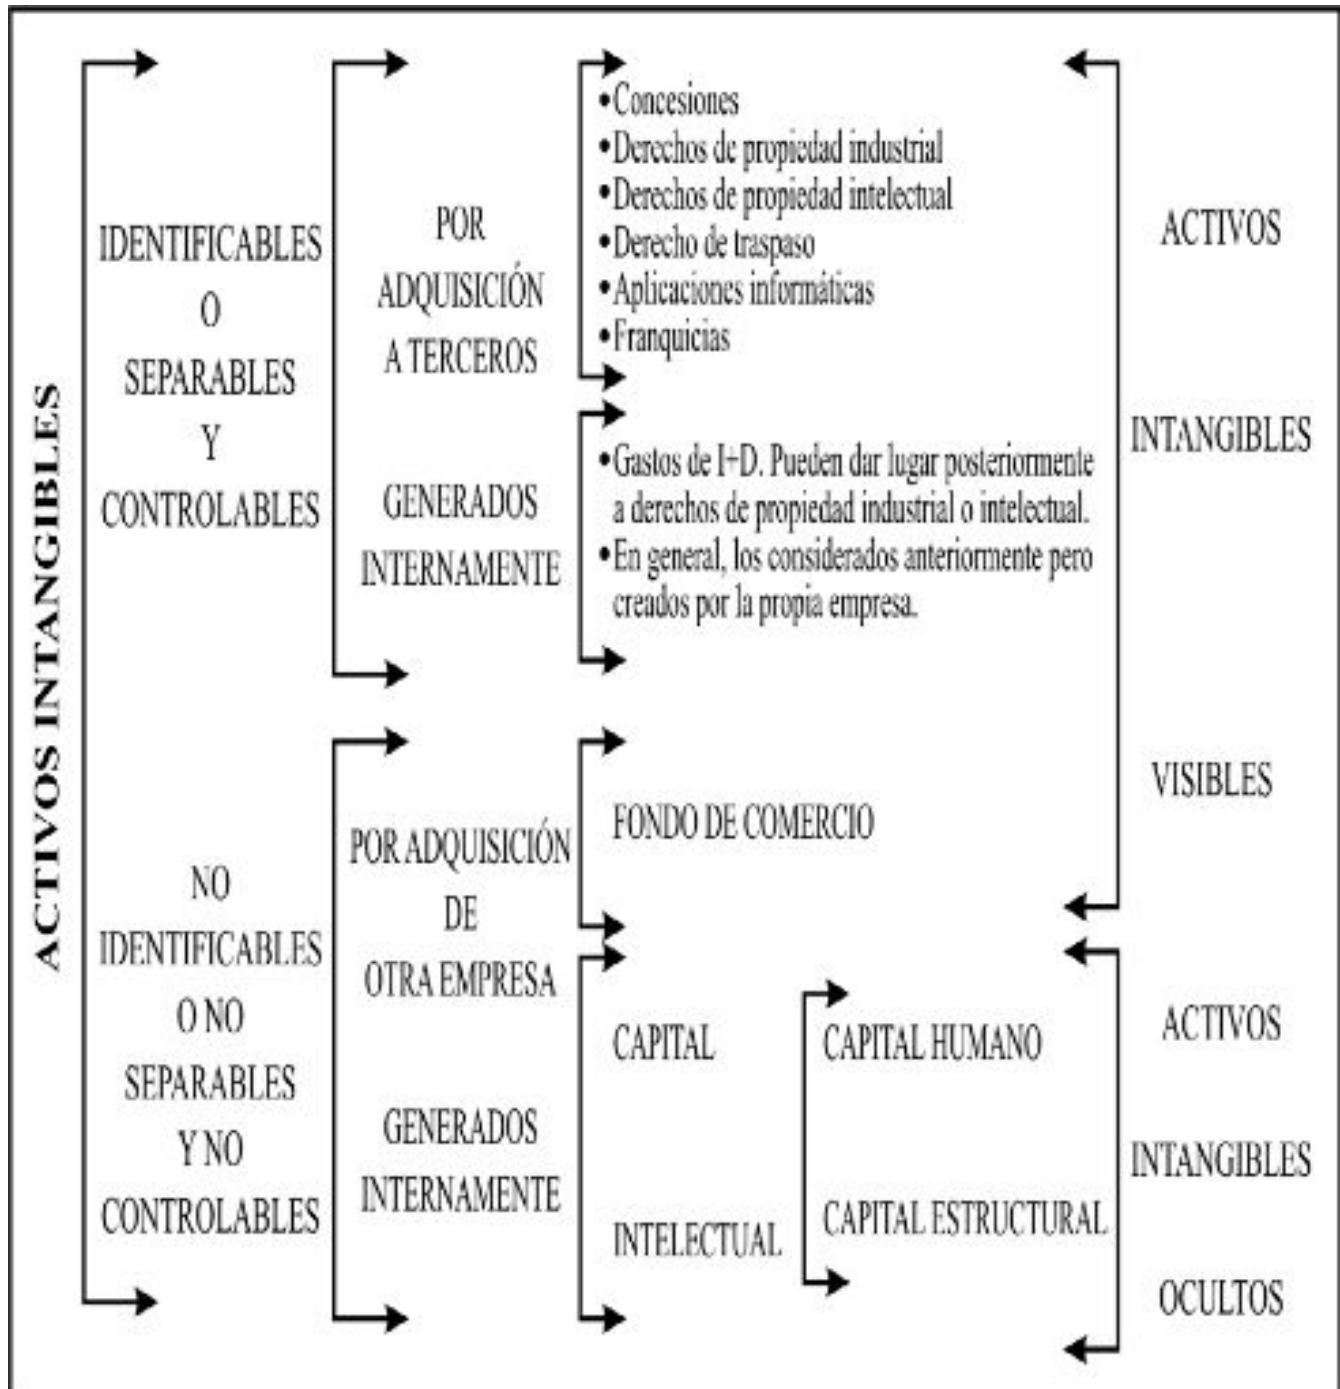 ACTIVOS INTANGIBLES
IDENTIFICABLES
O
SEPARABLES
Y
CONTROLABLES
POR
ADQUISICIÓN
A TERCEROS
•Concesiones
•Derechos de propiedad industrial
•Derechos de propiedad intelectual
•Derecho de traspaso
•Aplicaciones informáticas
•Franquicias
GENERADOS
INTERNAMENTE
•Gastos de I+D. Pueden dar lugar posteriormente
a derechos de propiedad industrial o intelectual.
•En general, los considerados anteriormente pero
creados por la propia empresa.
NO
IDENTIFICABLES
O NO
SEPARABLES
Y NO
CONTROLABLES
POR ADQUISICIÓN
DE
OTRA EMPRESA
FONDO DE COMERCIO
GENERADOS
INTERNAMENTE
CAPITAL
INTELECTUAL
CAPITAL HUMANO
CAPITAL ESTRUCTURAL
ACTIVOS
INTANGIBLES
VISIBLES
ACTIVOS
INTANGIBLES
OCULTOS